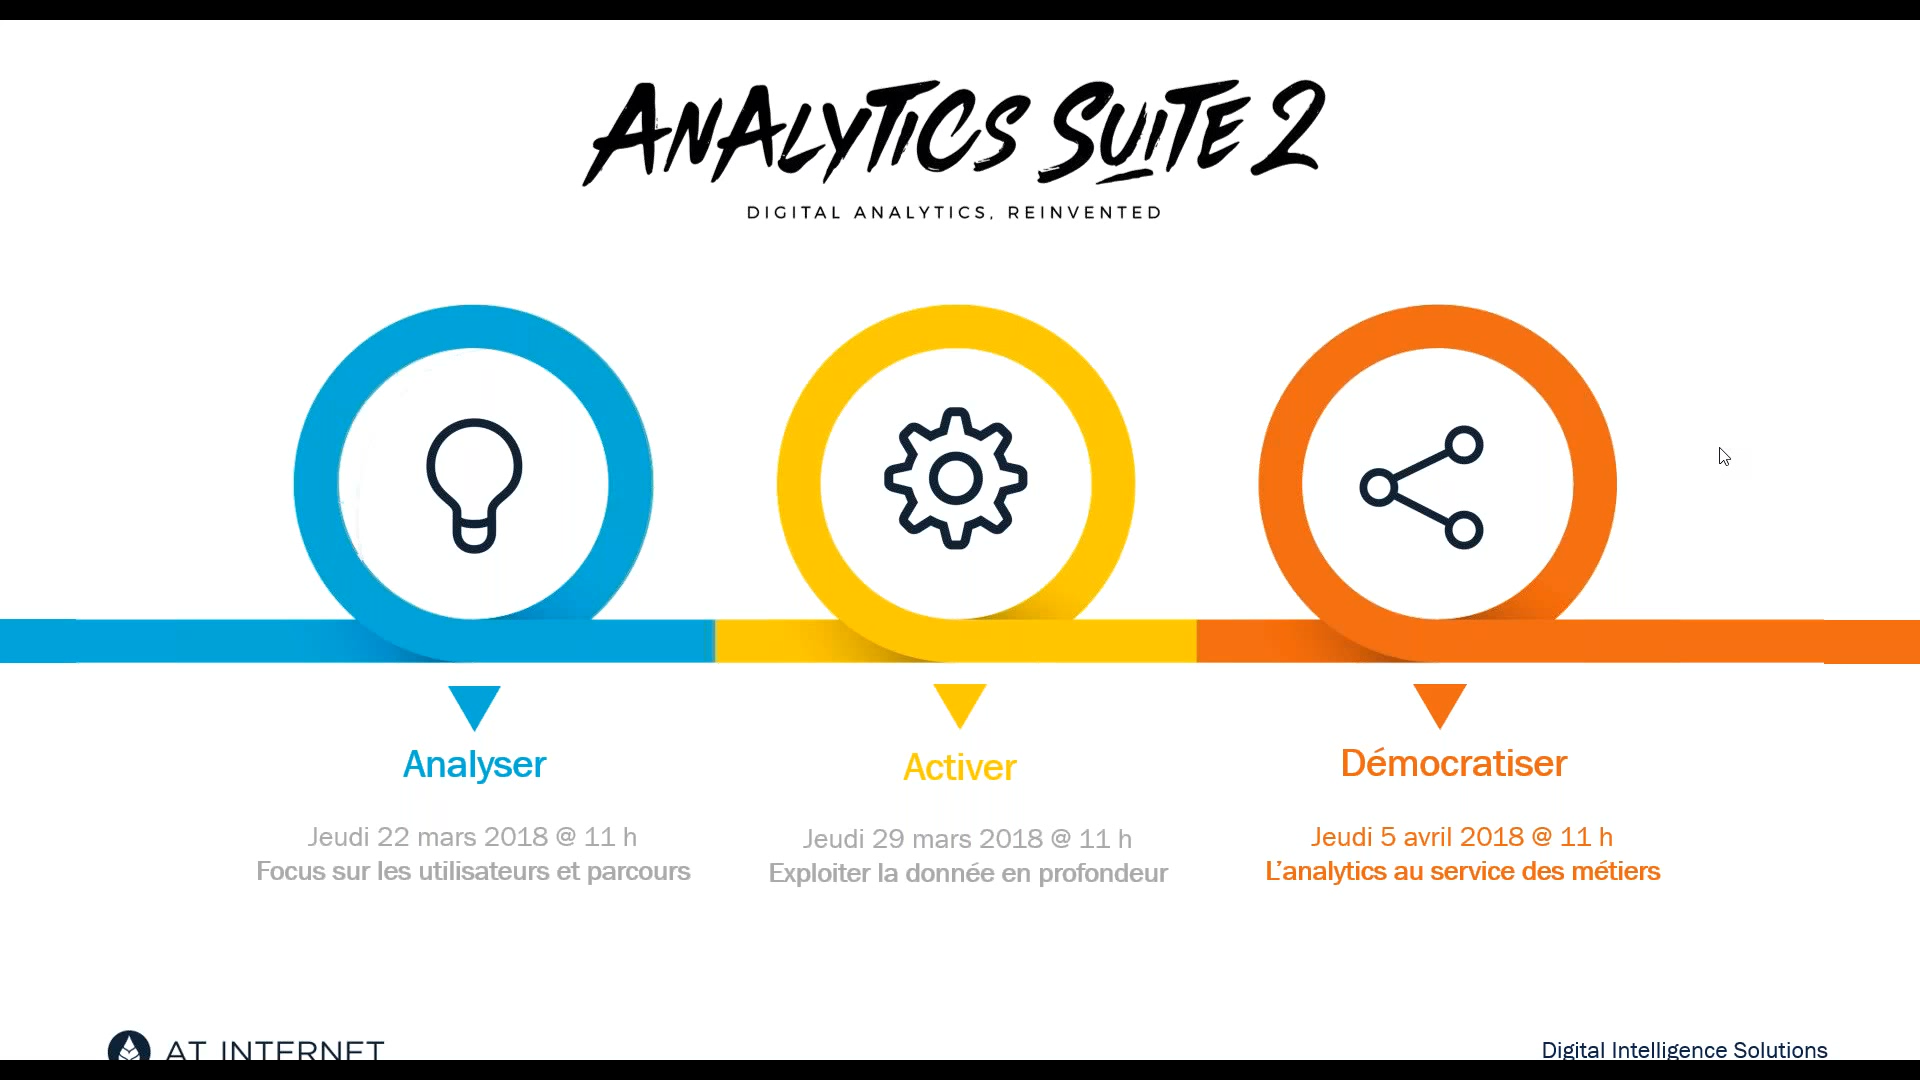 ANALYTICS SUITE 2
DIGITAL ANALYTICS, REINVENTED
Analyser
Jeudi 22 mars 2018 @ 11 h
Focus sur les utilisateurs et parcours
Activer
Jeudi 29 mars 2018 @ 11 h
Exploiter la donnée en profondeur
Démocratiser
Jeudi 5 avril 2018 @ 11 h
L’analytics au service des métiers
AT INTERNET
Digital Intelligence Solutions